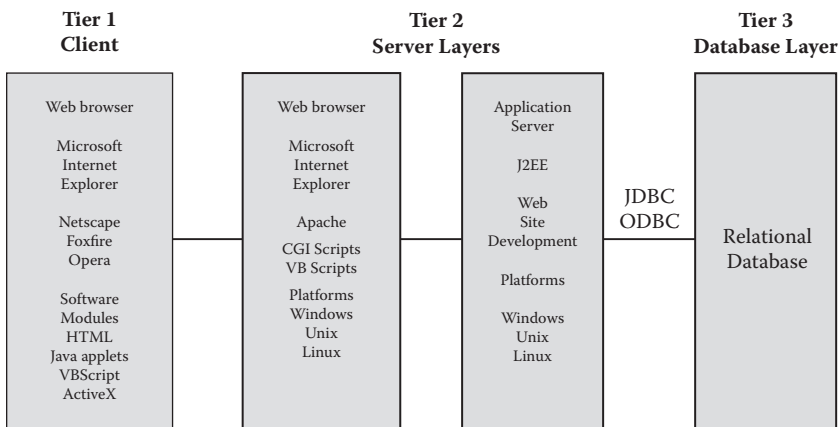 Tier 1
Client
Tier 2
Server Layers
Tier 3
Database Layer
Web browser
Microsoft
Internet
Explorer
Netscape
Foxfire
Opera
Software
Modules
HTML
Java applets
VBScript
ActiveX
Web browser
Microsoft
Internet
Explorer
Apache
CGI Scripts
VB Scripts
Platforms
Windows
Unix
Linux
Application
Server
J2EE
Web
Site
Development
Platforms
Windows
Unix
Linux
JDBC
ODBC
Relational
Database